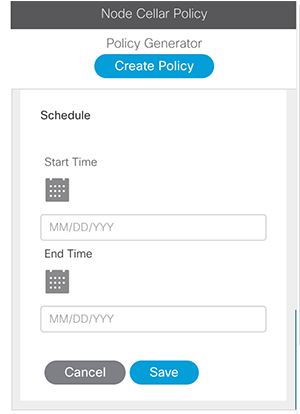 Node Cellar Policy
Policy Generator
Create Policy
Schedule
Start Time
MM/DD/YYY
End Time
MM/DD/YYY
Cancel Save